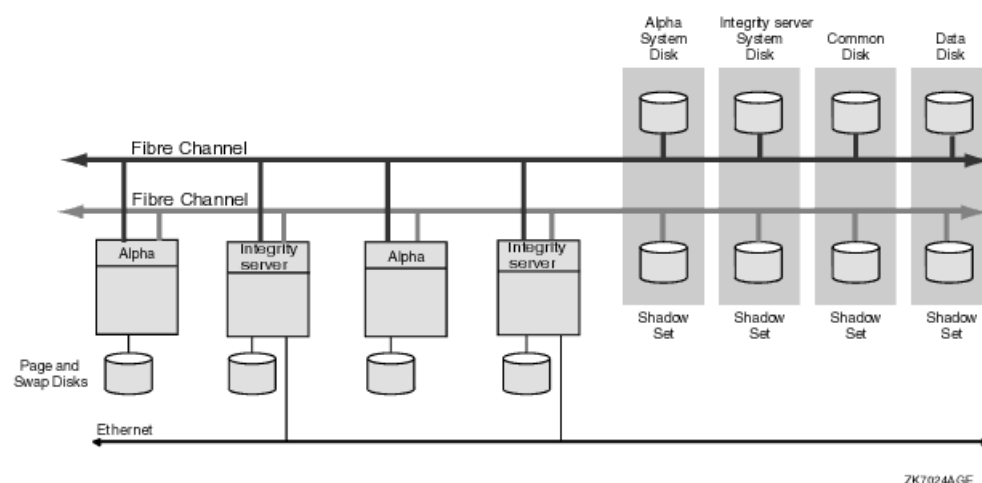 Alpha
System
Disk
Integrity server
System
Disk
Common
Disk
Data
Disk
Fibre Channel
Fibre Channel
Alpha
Integrity
server
Alpha
Integrity
server
Shadow
Set
Shadow
Set
Shadow
Set
Shadow
Set
Page and
Swap Disks
Ethernet
ZK7024AGE